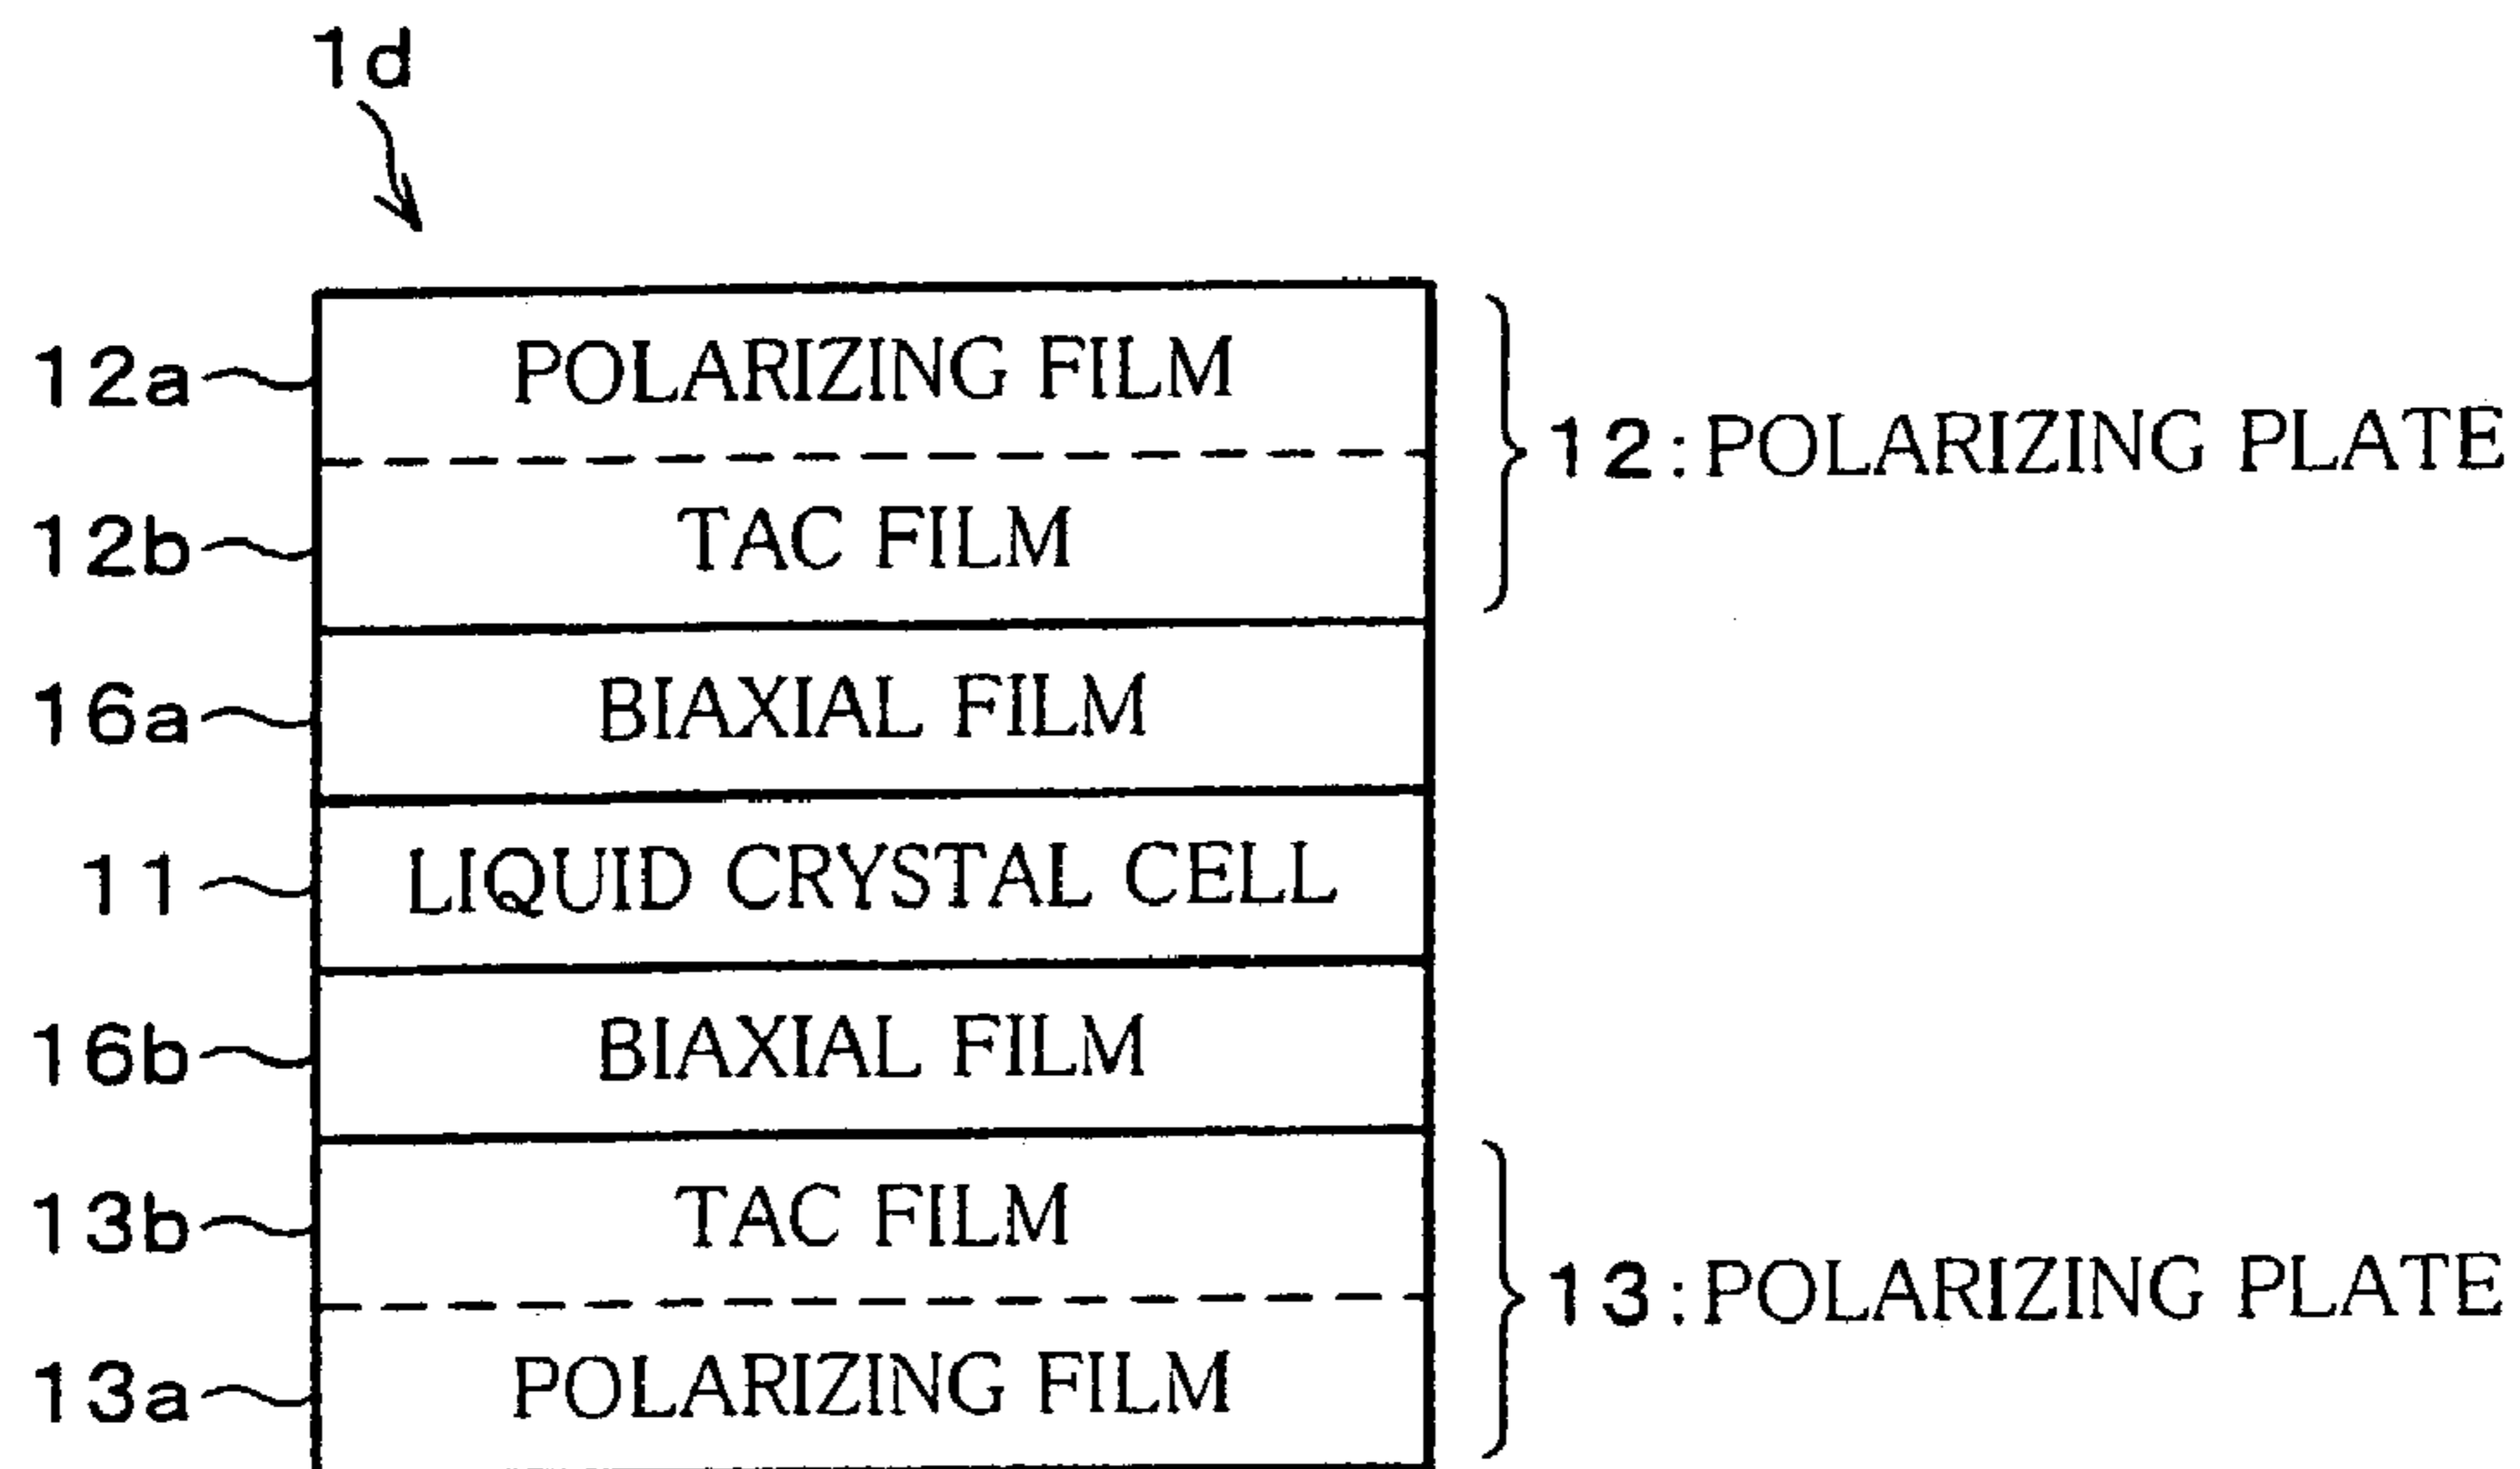 1d
12a POLARIZING FILM
12:POLARIZING PLATE
12b TAC FILM
16a BIAXIAL FILM
11 LIQUID CRYSTAL CELL
16b BIAXIAL FILM
13b TAC FILM
13:POLARIZING PLATE
13a POLARIZING FILM